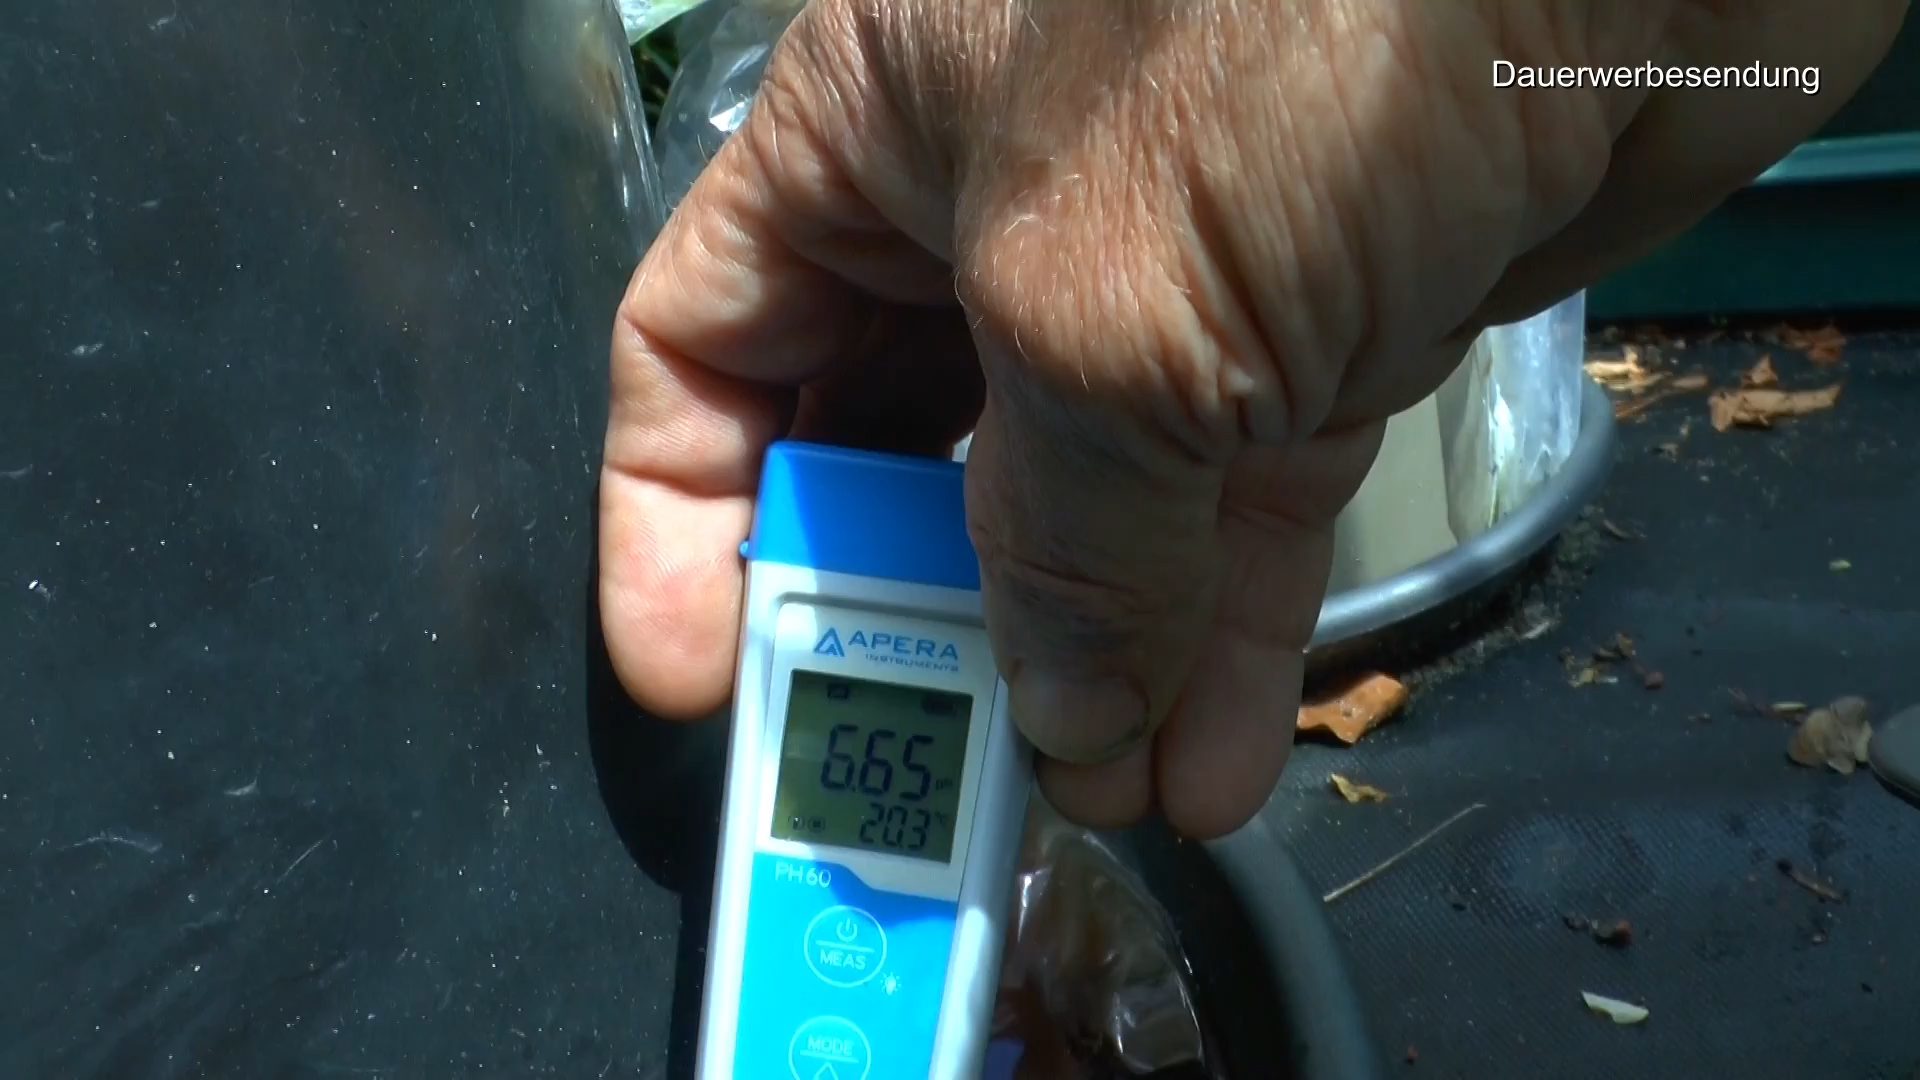 Dauerwerbesendung
APERA
INSTRUMENTS
6.65 pH
20.3 °C
PH60
MEAS
MODE